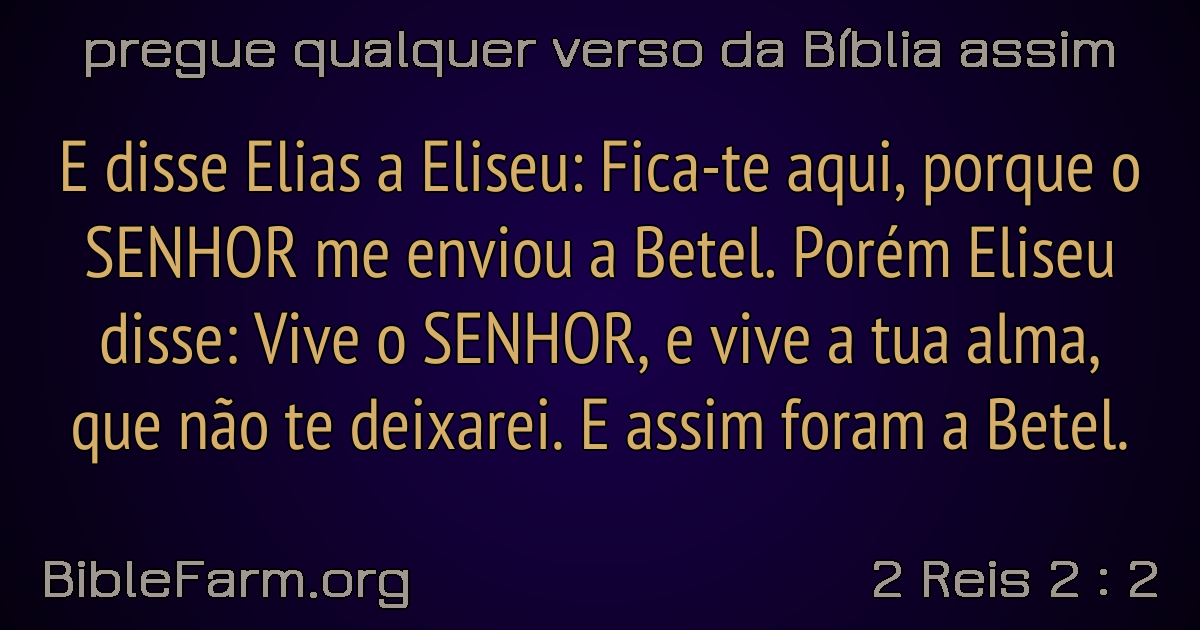 pregue qualquer verso da Bíblia assim
E disse Elias a Eliseu: Fica-te aqui, porque o
SENHOR me enviou a Betel. Porém Eliseu
disse: Vive o SENHOR, e vive a tua alma,
que não te deixarei. E assim foram a Betel.
BibleFarm.org
2 Reis 2 : 2